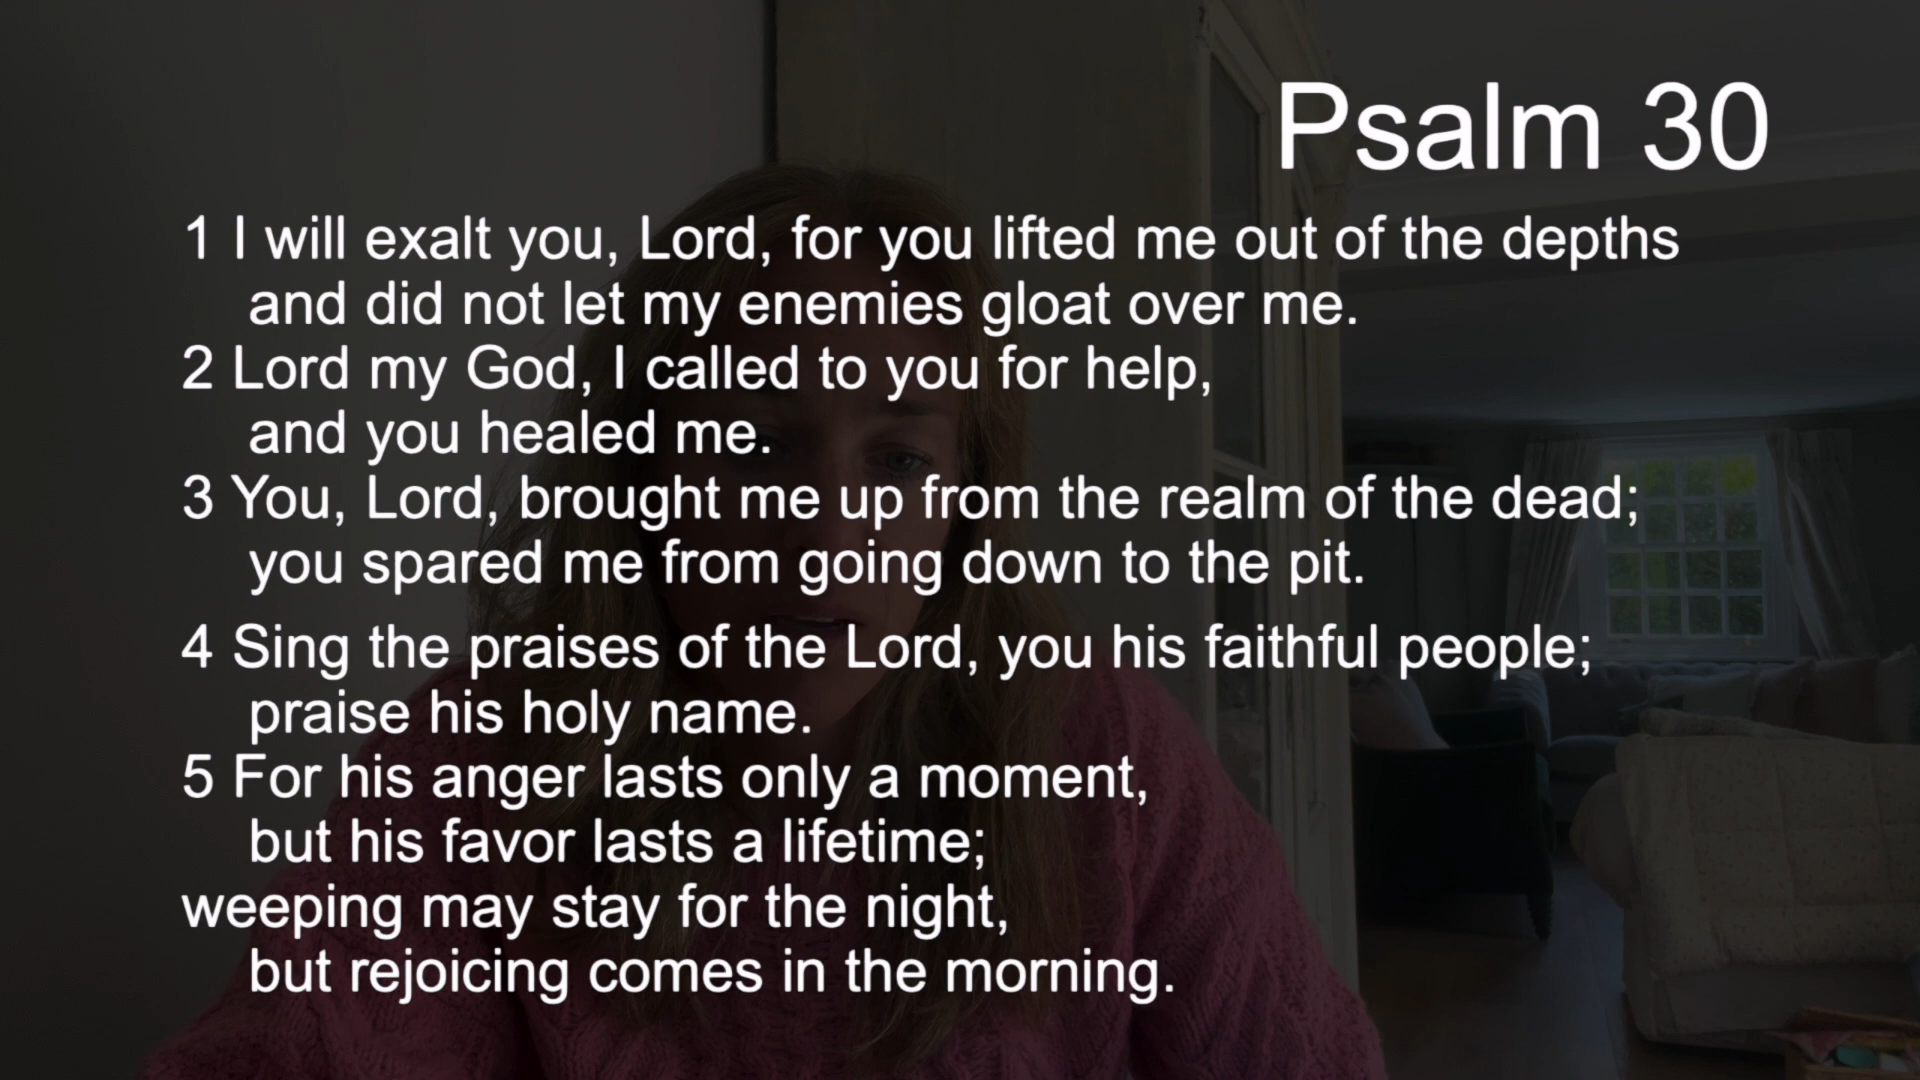 Psalm 30
1 I will exalt you, Lord, for you lifted me out of the depths
and did not let my enemies gloat over me.
2 Lord my God, I called to you for help,
and you healed me.
3 You, Lord, brought me up from the realm of the dead;
you spared me from going down to the pit.
4 Sing the praises of the Lord, you his faithful people;
praise his holy name.
5 For his anger lasts only a moment,
but his favor lasts a lifetime;
weeping may stay for the night,
but rejoicing comes in the morning.